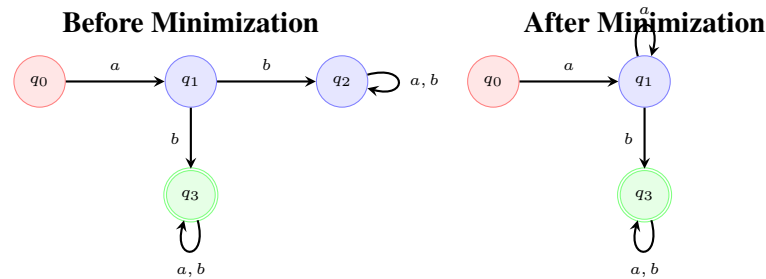 Before Minimization
After Minimization
q0 a q1 b q2 a, b
b
q3
a, b
a
q0 a q1
b
q3
a, b